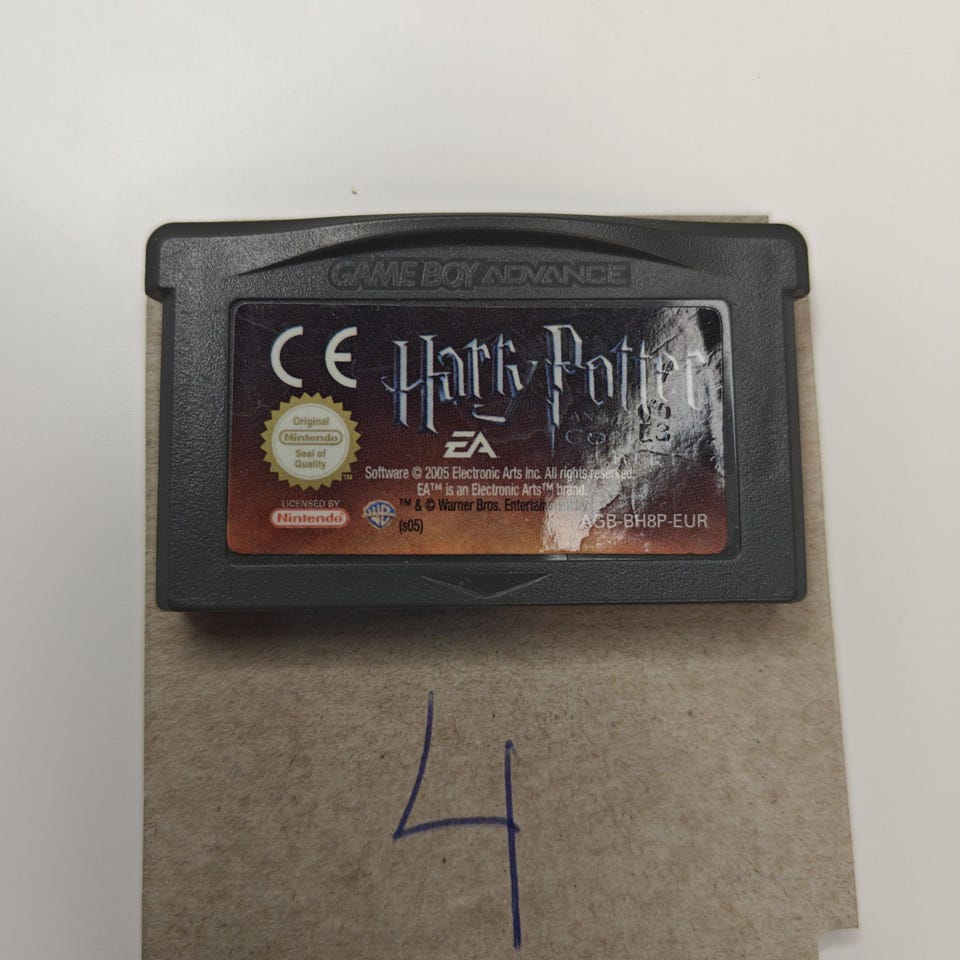 GAME BOY ADVANCE
CE
Harry Potter
EA
Original
Nintendo
Seal of
Quality
TM
Software © 2005 Electronic Arts Inc. All rights reserved.
EA™ is an Electronic Arts™ brand.
LICENSED BY
Nintendo
WB
™ & © Warner Bros. Entertainment
(s05)
AGB-BH8P-EUR
4